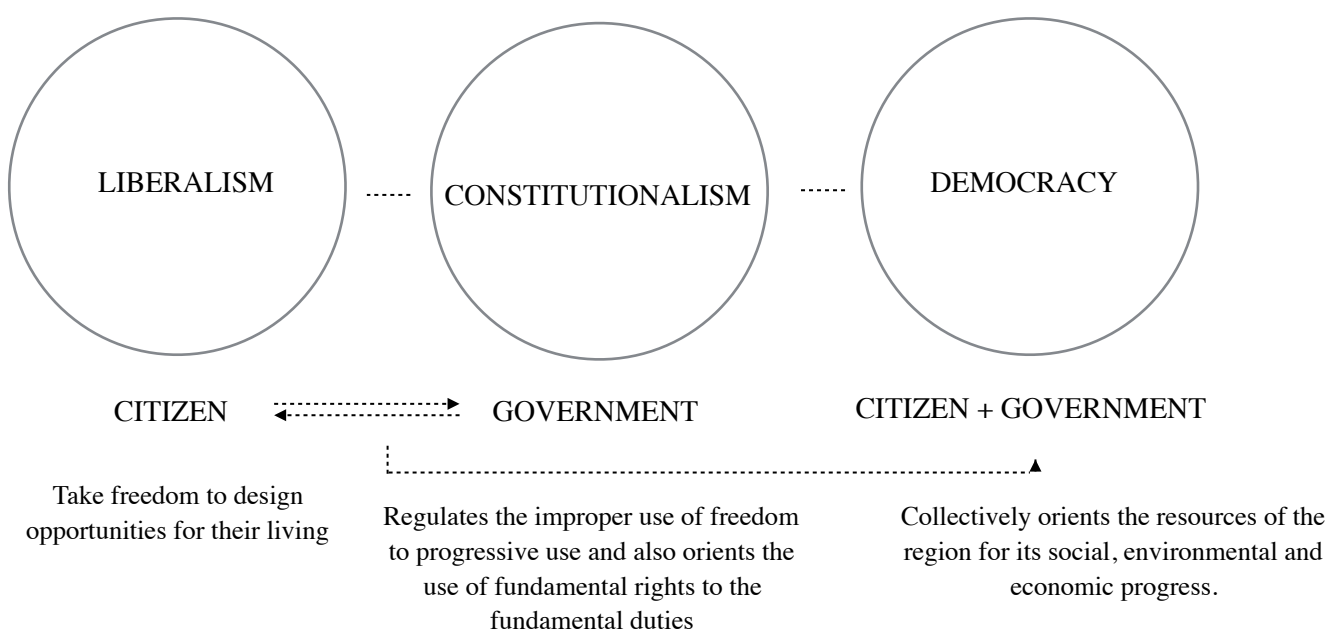 LIBERALISM
CONSTITUTIONALISM
DEMOCRACY
CITIZEN
GOVERNMENT
CITIZEN + GOVERNMENT
Take freedom to design
opportunities for their living
Regulates the improper use of freedom
to progressive use and also orients the
use of fundamental rights to the
fundamental duties
Collectively orients the resources of the
region for its social, environmental and
economic progress.